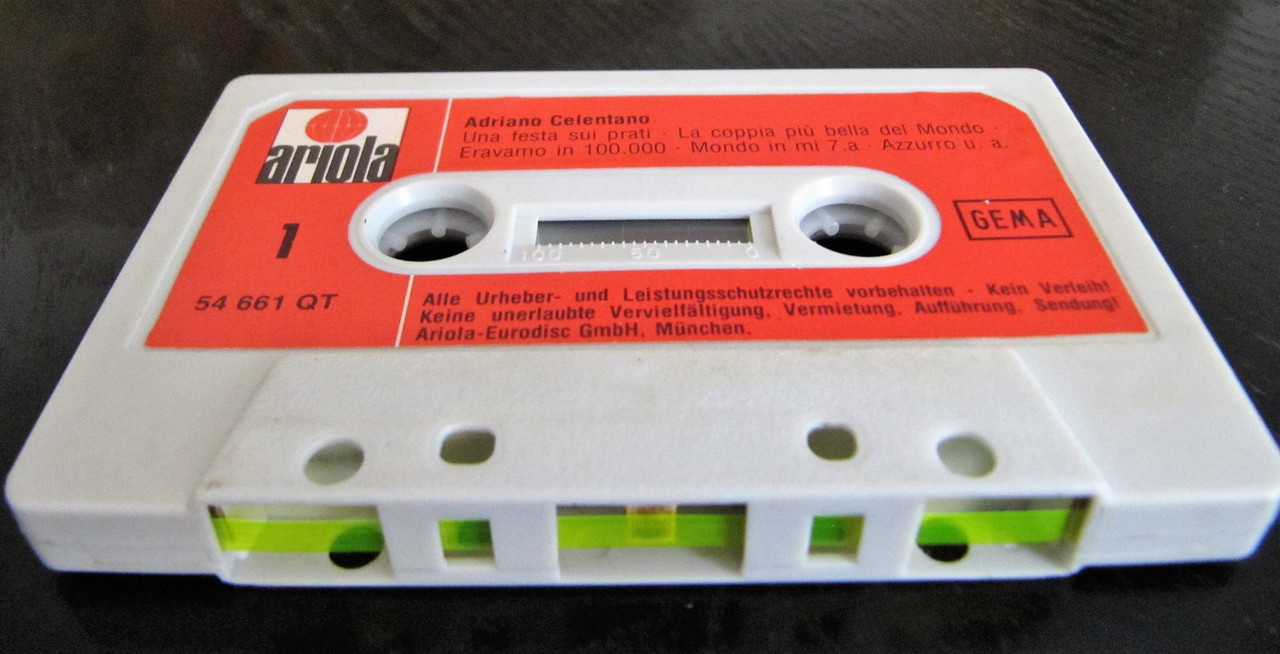 ariola
Adriano Celentano
Una festa sui prati · La coppia più bella del Mondo ·
Eravamo in 100.000 · Mondo in mi 7.a · Azzurro u. a.
1
GEMA
100 50 0
54 661 QT
Alle Urheber- und Leistungsschutzrechte vorbehalten - Kein Verleih!
Keine unerlaubte Vervielfältigung, Vermietung, Aufführung, Sendung!
Ariola-Eurodisc GmbH, München.